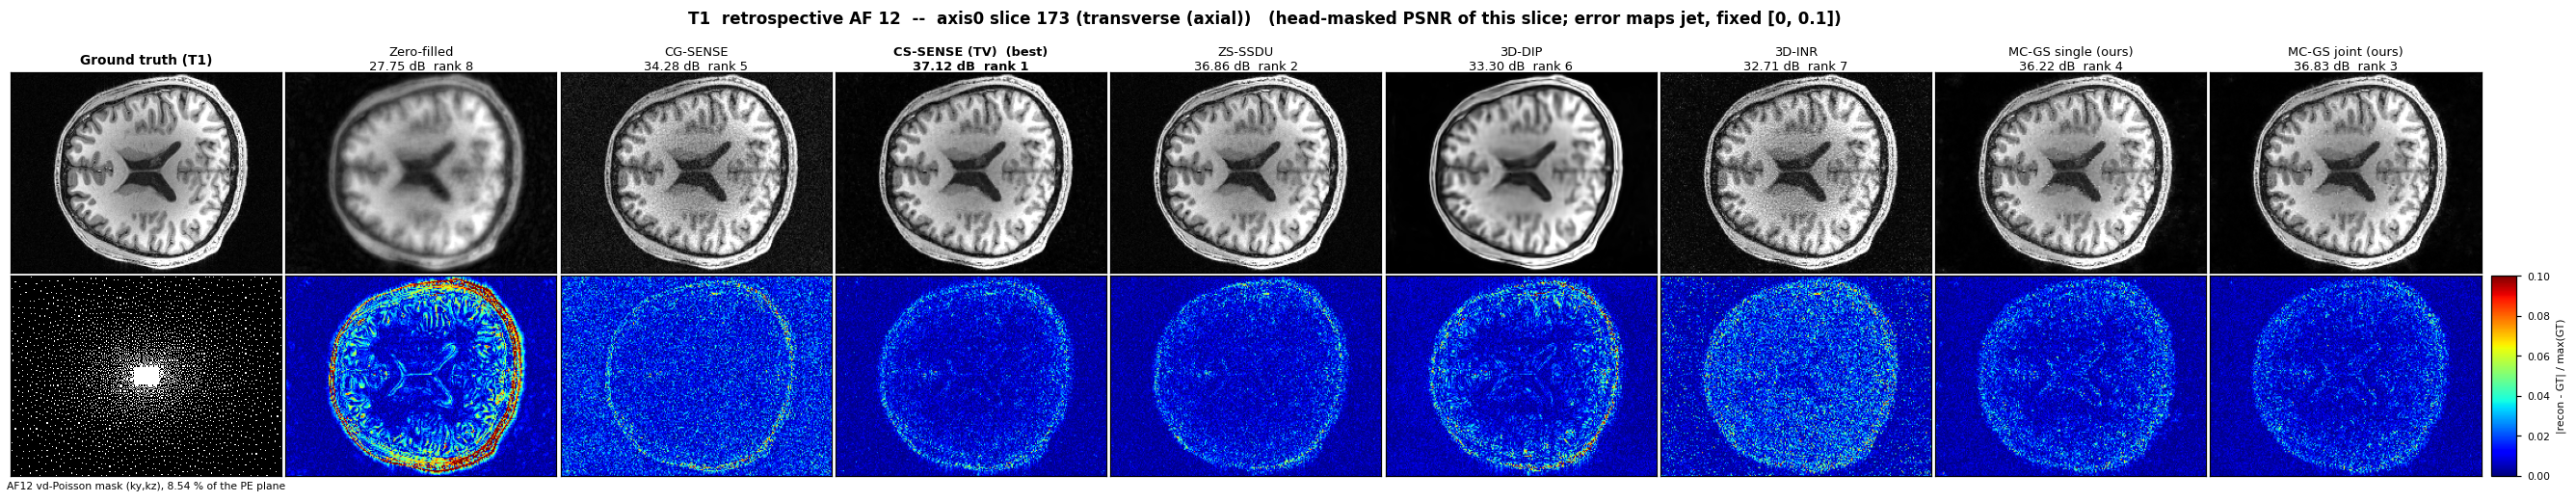 T1 retrospective AF 12 -- axis0 slice 173 (transverse (axial)) (head-masked PSNR of this slice; error maps jet, fixed [0, 0.1])
Ground truth (T1)
Zero-filled
27.75 dB rank 8
CG-SENSE
34.28 dB rank 5
CS-SENSE (TV) (best)
37.12 dB rank 1
ZS-SSDU
36.86 dB rank 2
3D-DIP
33.30 dB rank 6
3D-INR
32.71 dB rank 7
MC-GS single (ours)
36.22 dB rank 4
MC-GS joint (ours)
36.83 dB rank 3
0.10
0.08
0.06
0.04
0.02
0.00
|recon - GT| / max(GT)
AF12 vd-Poisson mask (ky,kz), 8.54 % of the PE plane